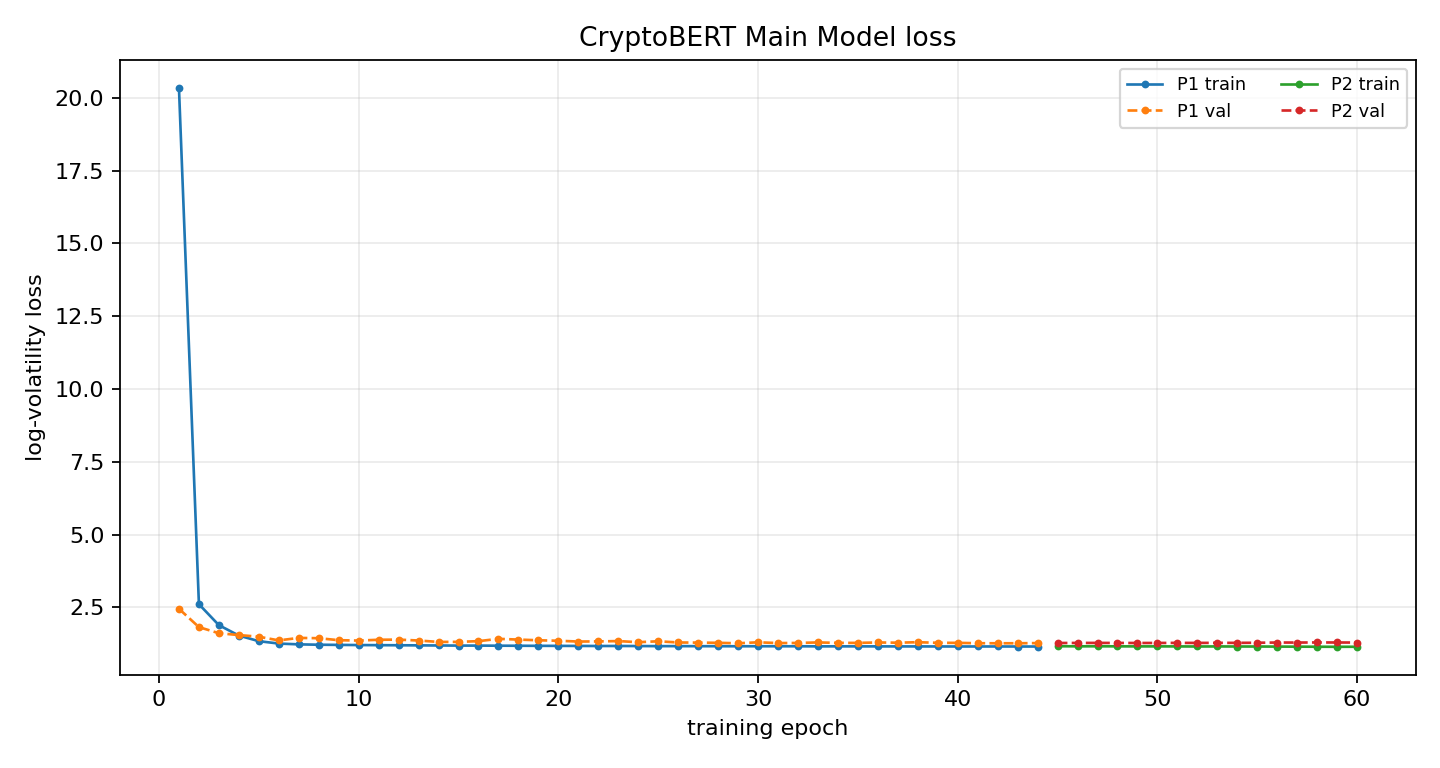 CryptoBERT Main Model loss
P1 train
P2 train
P1 val
P2 val
log-volatility loss
20.0
17.5
15.0
12.5
10.0
7.5
5.0
2.5
0
10
20
30
40
50
60
training epoch